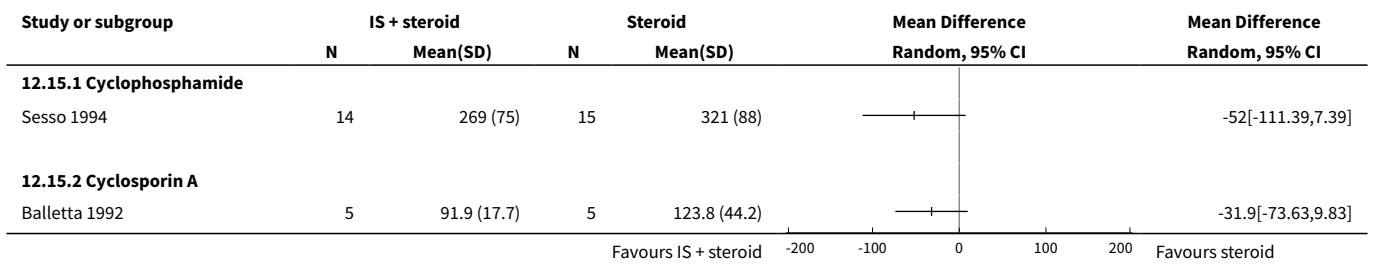 Study or subgroup IS + steroid Steroid Mean Difference Mean Difference
N Mean(SD) N Mean(SD) Random, 95% CI Random, 95% CI
12.15.1 Cyclophosphamide
Sesso 1994 14 269 (75) 15 321 (88) -52[-111.39,7.39]
12.15.2 Cyclosporin A
Balletta 1992 5 91.9 (17.7) 5 123.8 (44.2) -31.9[-73.63,9.83]
Favours IS + steroid -200 -100 0 100 200 Favours steroid